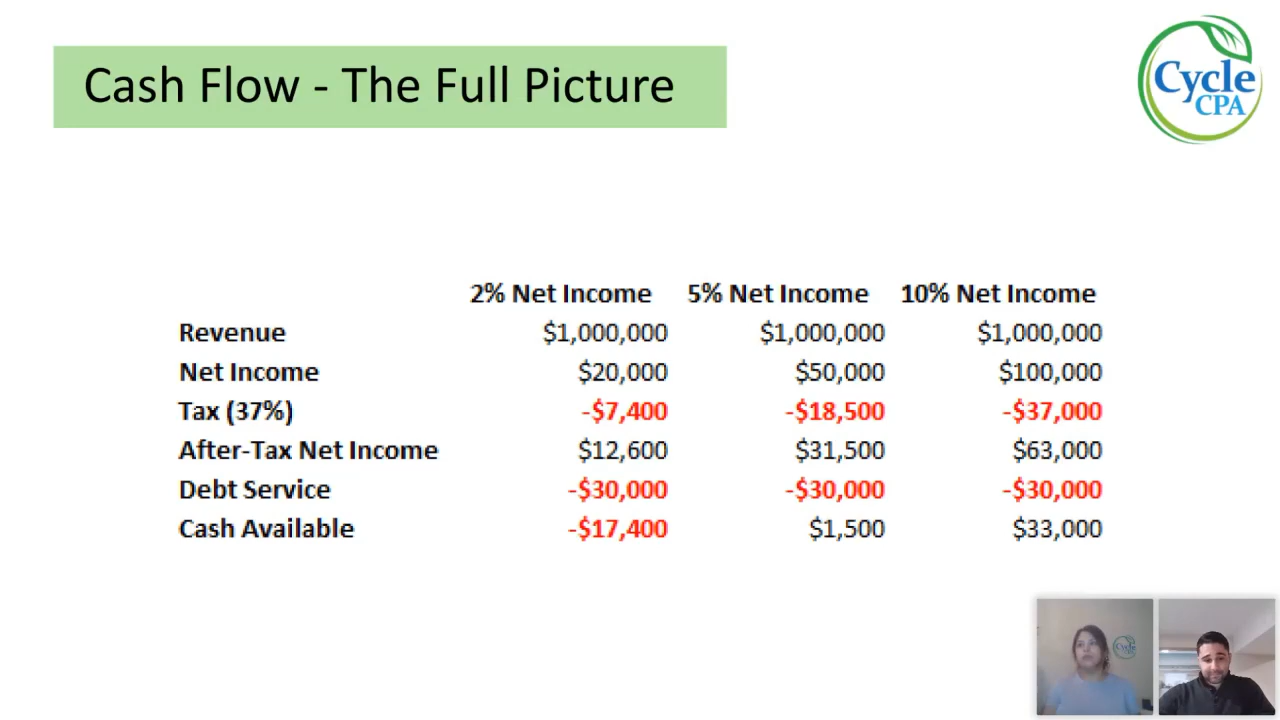 Cash Flow - The Full Picture
Cycle
CPA
2% Net Income 5% Net Income 10% Net Income
Revenue $1,000,000 $1,000,000 $1,000,000
Net Income $20,000 $50,000 $100,000
Tax (37%) -$7,400 -$18,500 -$37,000
After-Tax Net Income $12,600 $31,500 $63,000
Debt Service -$30,000 -$30,000 -$30,000
Cash Available -$17,400 $1,500 $33,000
Cycle